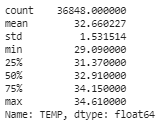 count    36848.000000
mean        32.660227
std          1.531514
min         29.090000
25%         31.370000
50%         32.910000
75%         34.150000
max         34.610000
Name: TEMP, dtype: float64